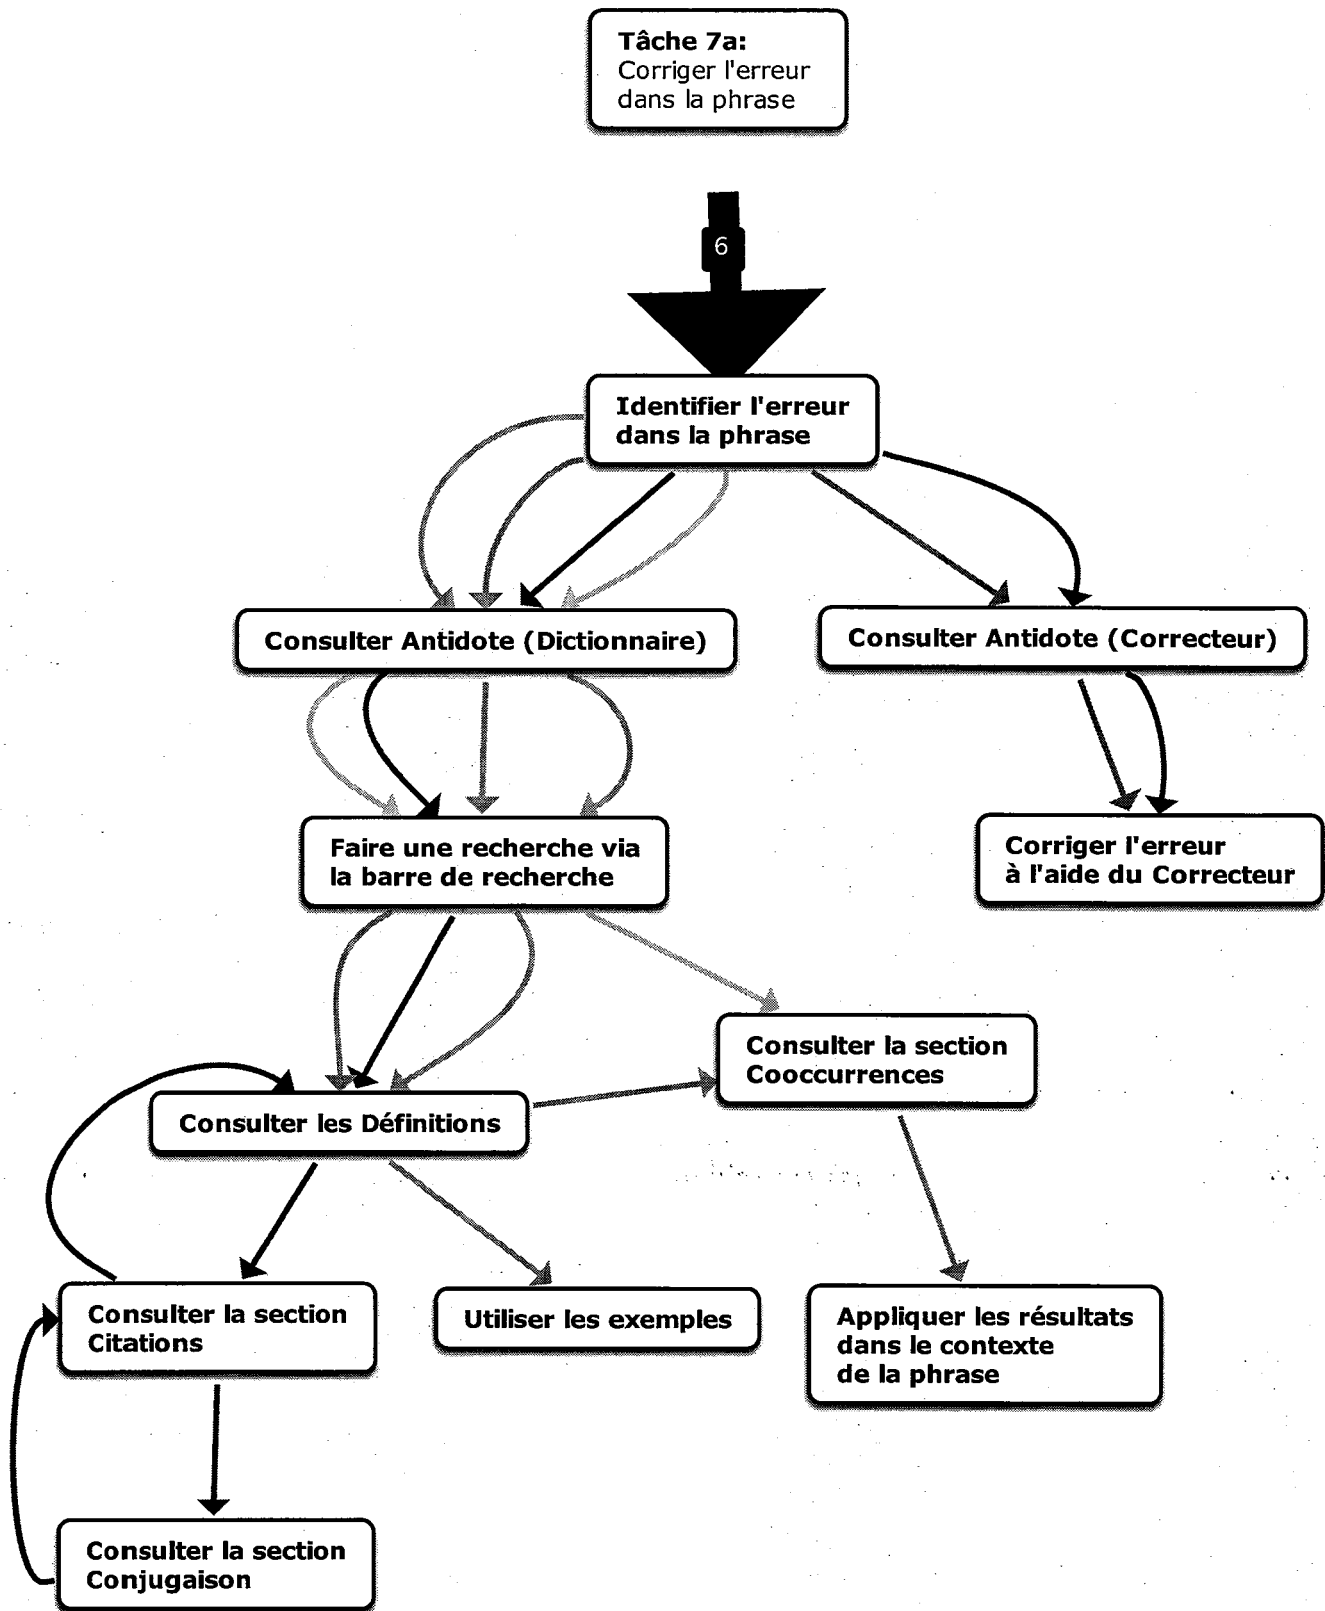 Tâche 7a:
Corriger l'erreur
dans la phrase
6
Identifier l'erreur
dans la phrase
Consulter Antidote (Dictionnaire)
Consulter Antidote (Correcteur)
Faire une recherche via
la barre de recherche
Corriger l'erreur
à l'aide du Correcteur
Consulter la section
Cooccurrences
Consulter les Définitions
Consulter la section
Citations
Utiliser les exemples
Appliquer les résultats
dans le contexte
de la phrase
Consulter la section
Conjugaison